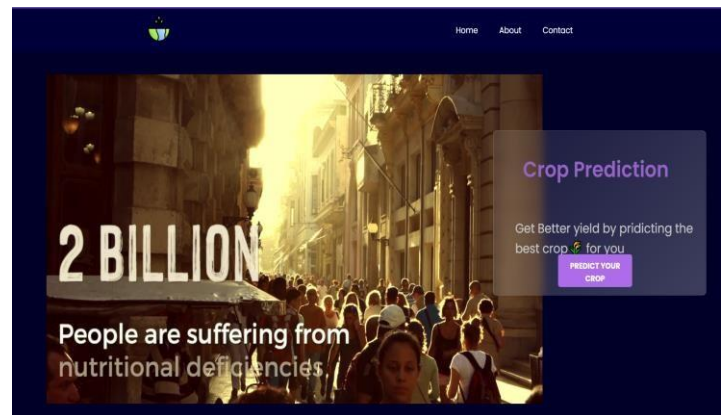 Home About Contact
2 BILLION
People are suffering from
nutritional deficiencies.
Crop Prediction
Get Better yield by pridicting the
best crop for you
PREDICT YOUR
CROP